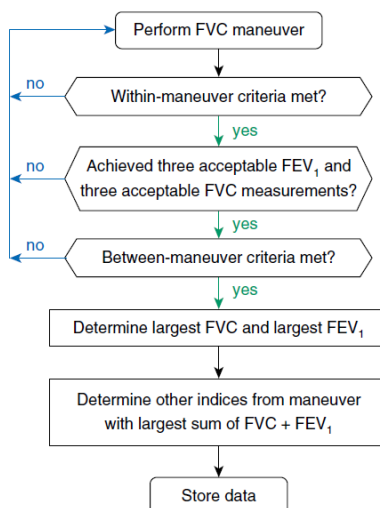 Perform FVC maneuver
no
Within-maneuver criteria met?
yes
no
Achieved three acceptable FEV₁ and
three acceptable FVC measurements?
yes
no
Between-maneuver criteria met?
yes
Determine largest FVC and largest FEV₁
Determine other indices from maneuver
with largest sum of FVC + FEV₁
Store data